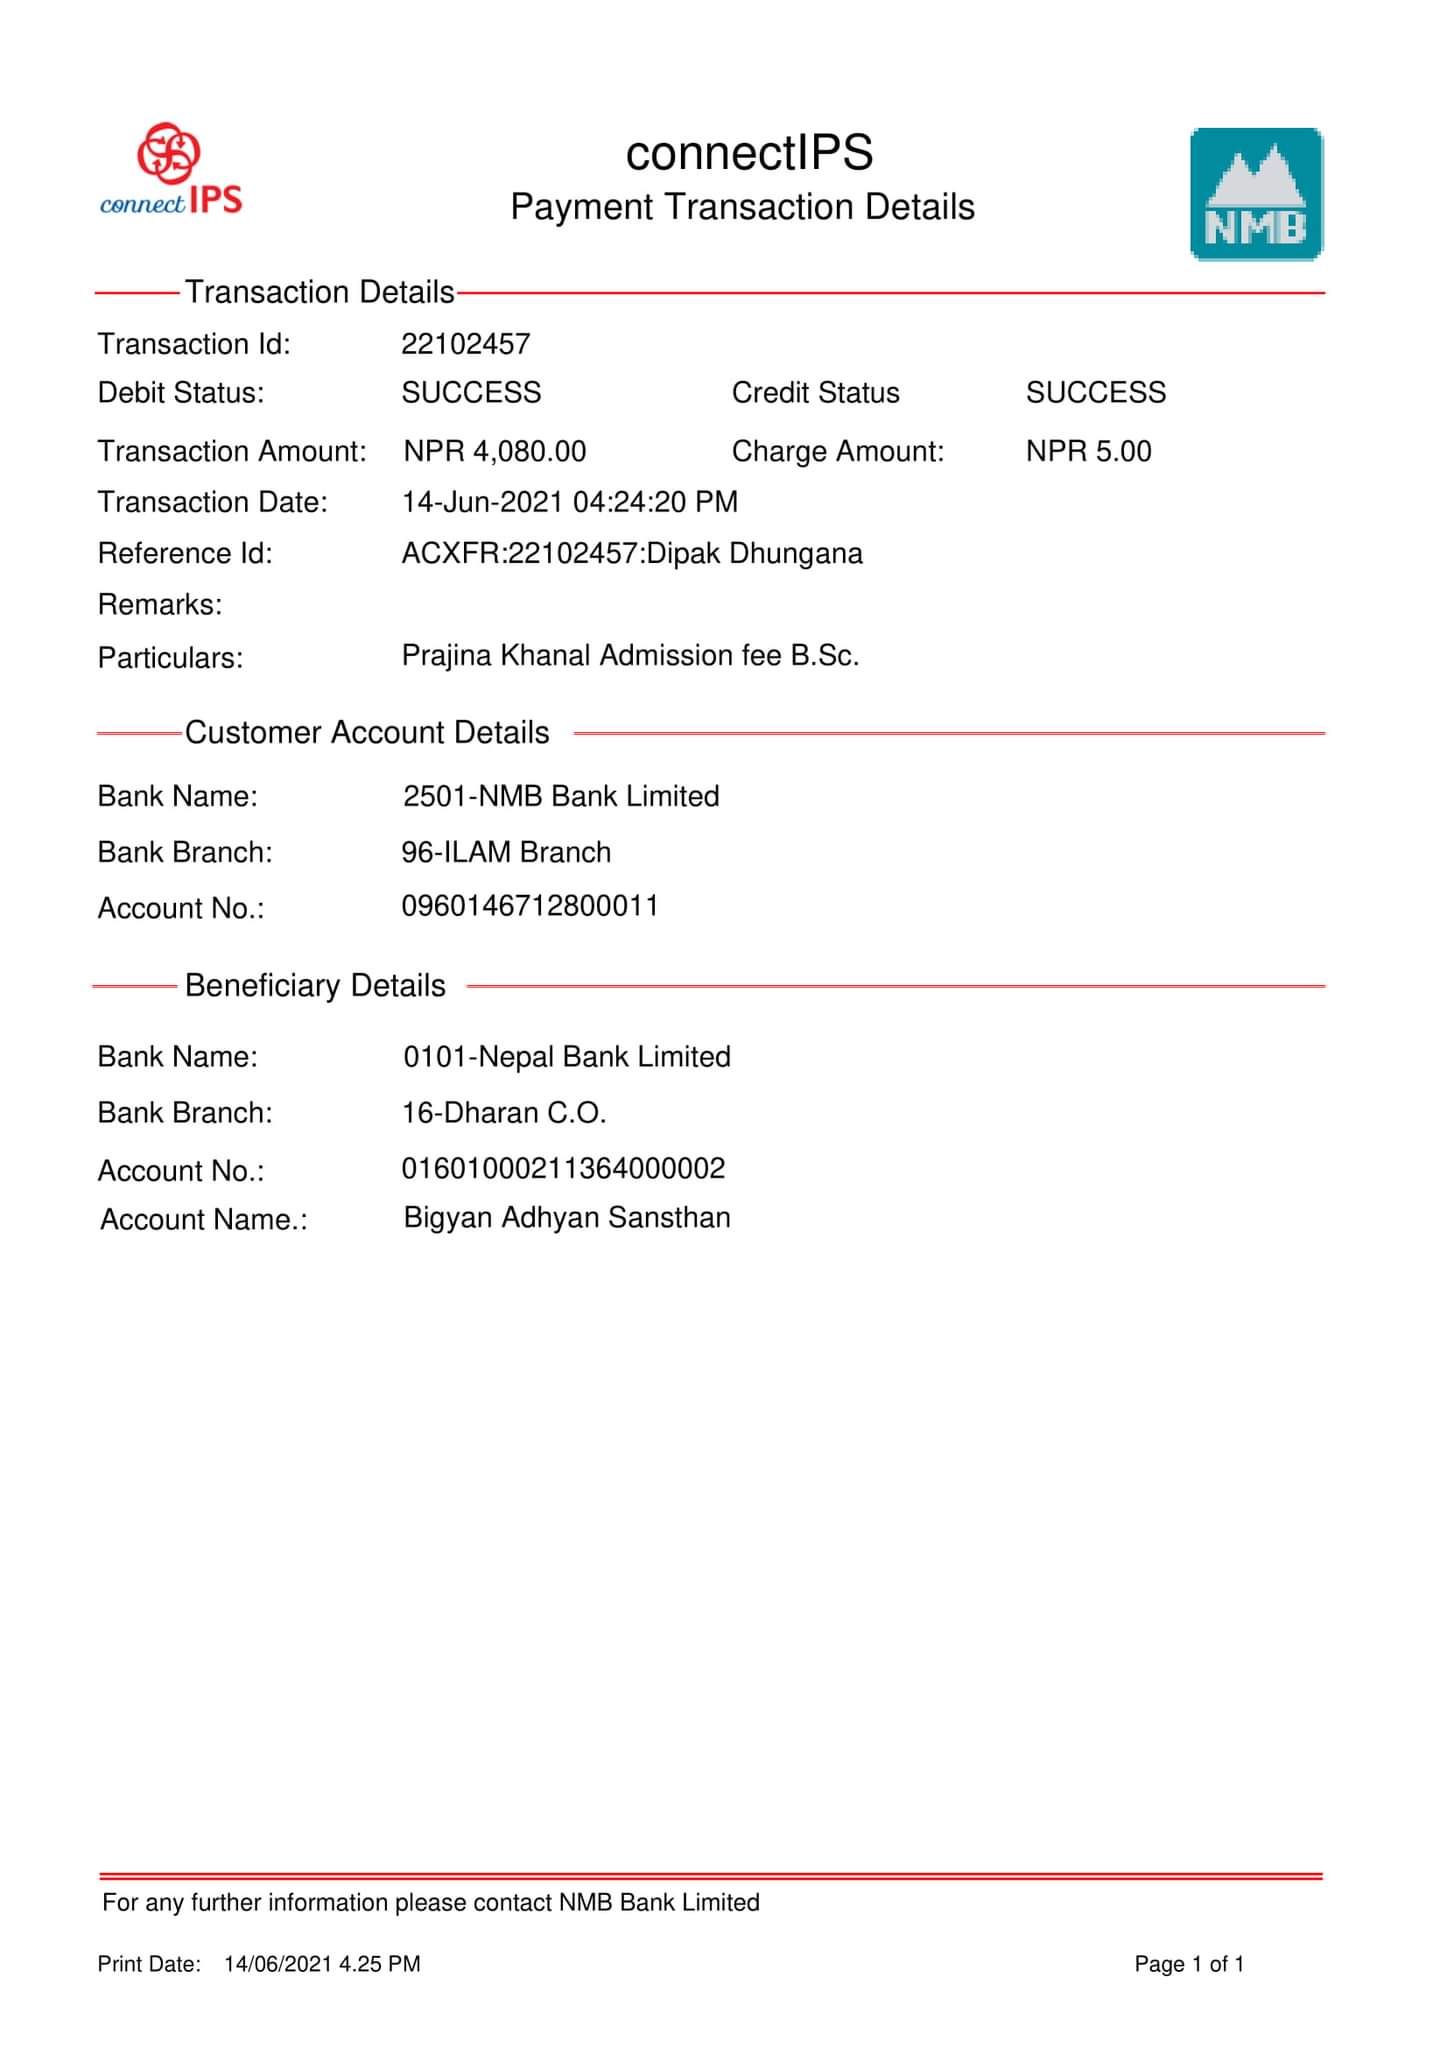 connect IPS
connectIPS
Payment Transaction Details
NMB
Transaction Details
Transaction Id: 22102457
Debit Status: SUCCESS Credit Status SUCCESS
Transaction Amount: NPR 4,080.00 Charge Amount: NPR 5.00
Transaction Date: 14-Jun-2021 04:24:20 PM
Reference Id: ACXFR:22102457:Dipak Dhungana
Remarks:
Particulars: Prajina Khanal Admission fee B.Sc.
Customer Account Details
Bank Name: 2501-NMB Bank Limited
Bank Branch: 96-ILAM Branch
Account No.: 0960146712800011
Beneficiary Details
Bank Name: 0101-Nepal Bank Limited
Bank Branch: 16-Dharan C.O.
Account No.: 01601000211364000002
Account Name.: Bigyan Adhyan Sansthan
For any further information please contact NMB Bank Limited
Print Date: 14/06/2021 4.25 PM Page 1 of 1